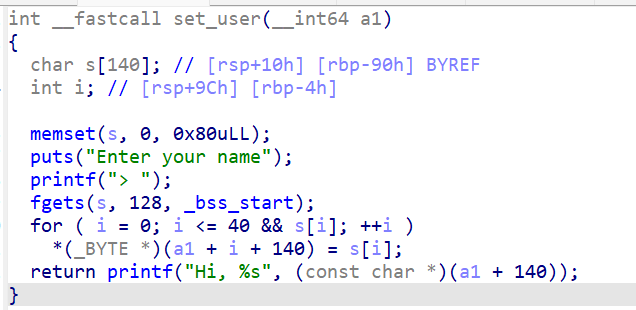 int __fastcall set_user(__int64 a1)
{
  char s[140]; // [rsp+10h] [rbp-90h] BYREF
  int i; // [rsp+9Ch] [rbp-4h]

  memset(s, 0, 0x80uLL);
  puts("Enter your name");
  printf("> ");
  fgets(s, 128, _bss_start);
  for ( i = 0; i <= 40 && s[i]; ++i )
    *(_BYTE *)(a1 + i + 140) = s[i];
  return printf("Hi, %s", (const char *)(a1 + 140));
}